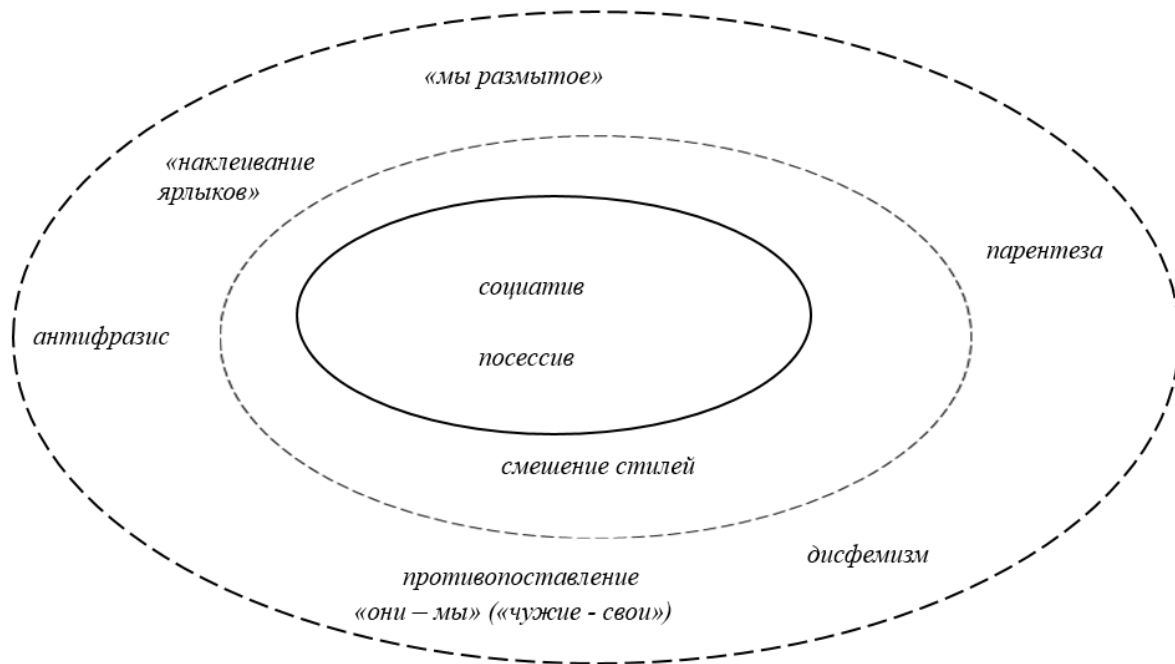 «мы размытое»
«наклеивание
ярлыков»
парентеза
социатив
антифразис
посессив
смешение стилей
дисфемизм
противопоставление
«они – мы» («чужие - свои»)